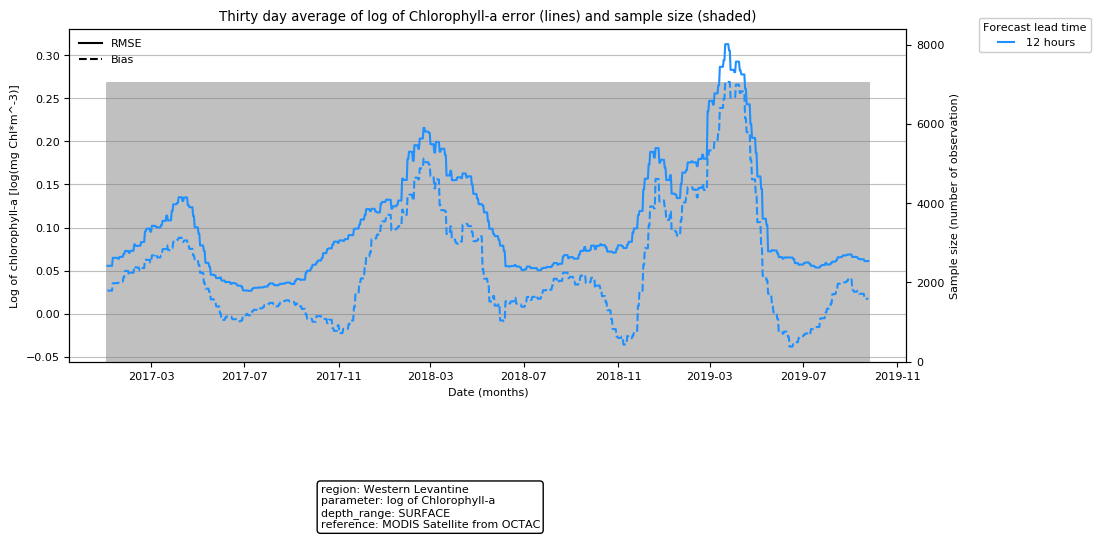 Thirty day average of log of Chlorophyll-a error (lines) and sample size (shaded)
Forecast lead time
12 hours
RMSE
Bias
Log of chlorophyll-a [log(mg Chl*m^-3)]
0.30
0.25
0.20
0.15
0.10
0.05
0.00
−0.05
8000
6000
4000
2000
0
Sample size (number of observation)
2017-03 2017-07 2017-11 2018-03 2018-07 2018-11 2019-03 2019-07 2019-11
Date (months)
region: Western Levantine
parameter: log of Chlorophyll-a
depth_range: SURFACE
reference: MODIS Satellite from OCTAC